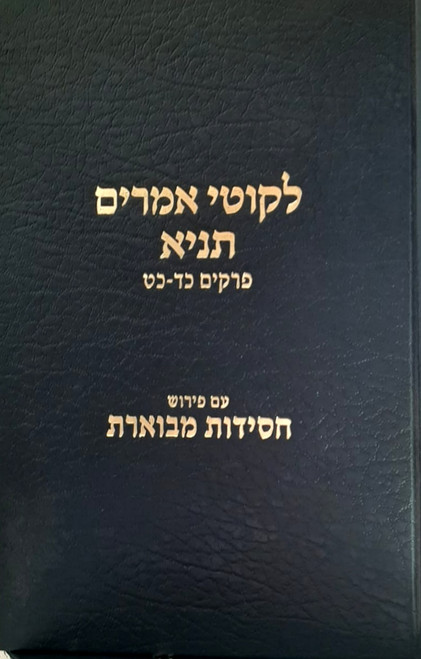 לקוטי אמרים
תניא
פרקים כד-כט
עם פירוש
חסידות מבוארת